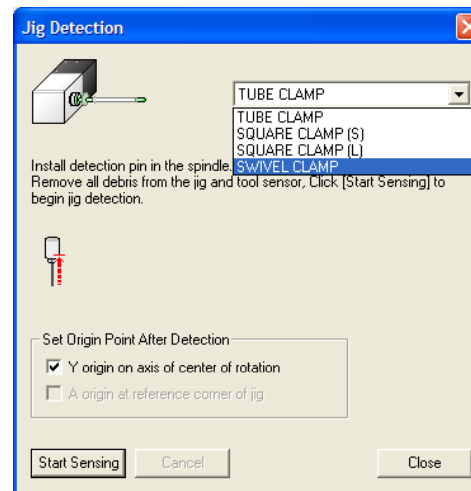 Jig Detection
TUBE CLAMP
TUBE CLAMP
SQUARE CLAMP (S)
SQUARE CLAMP (L)
SWIVEL CLAMP
Install detection pin in the spindle.
Remove all debris from the jig and tool sensor, Click [Start Sensing] to
begin jig detection.
Set Origin Point After Detection
Y origin on axis of center of rotation
A origin at reference corner of jig
Start Sensing
Cancel
Close